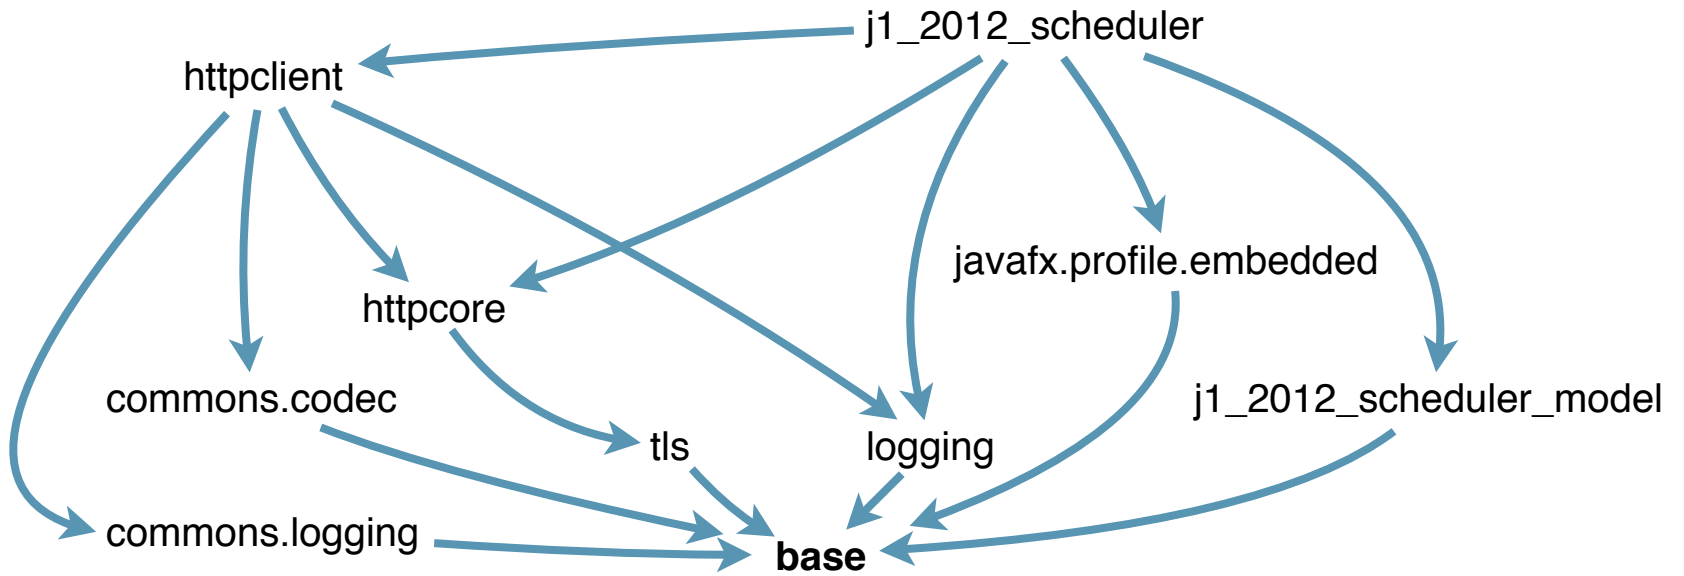 j1_2012_scheduler
httpclient
javafx.profile.embedded
httpcore
commons.codec
j1_2012_scheduler_model
tls
logging
commons.logging
base